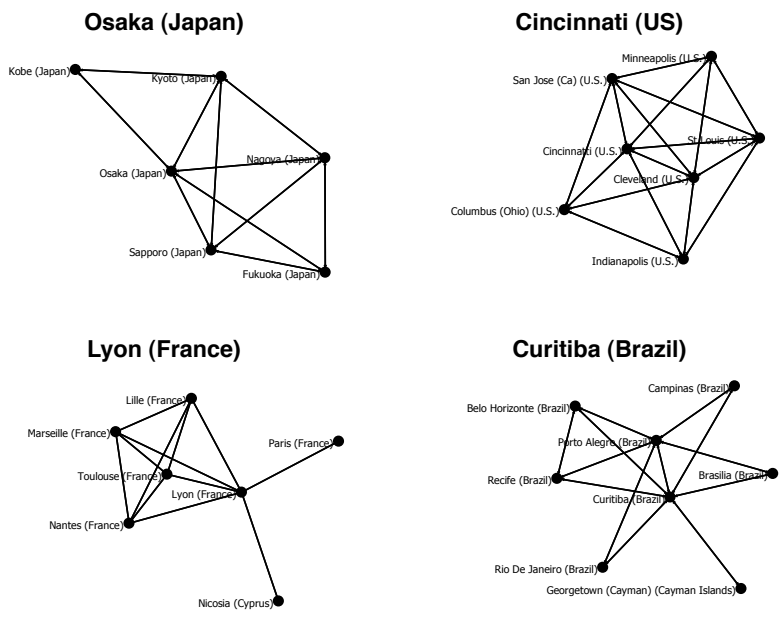 Osaka (Japan)
Kobe (Japan)
Kyoto (Japan)
Nagoya (Japan)
Osaka (Japan)
Sapporo (Japan)
Fukuoka (Japan)
Cincinnati (US)
Minneapolis (U.S.)
San Jose (Ca) (U.S.)
St Louis (U.S.)
Cincinnati (U.S.)
Cleveland (U.S.)
Columbus (Ohio) (U.S.)
Indianapolis (U.S.)
Lyon (France)
Lille (France)
Marseille (France)
Paris (France)
Toulouse (France)
Lyon (France)
Nantes (France)
Nicosia (Cyprus)
Curitiba (Brazil)
Campinas (Brazil)
Belo Horizonte (Brazil)
Porto Alegre (Brazil)
Brasilia (Brazil)
Recife (Brazil)
Curitiba (Brazil)
Rio De Janeiro (Brazil)
Georgetown (Cayman) (Cayman Islands)